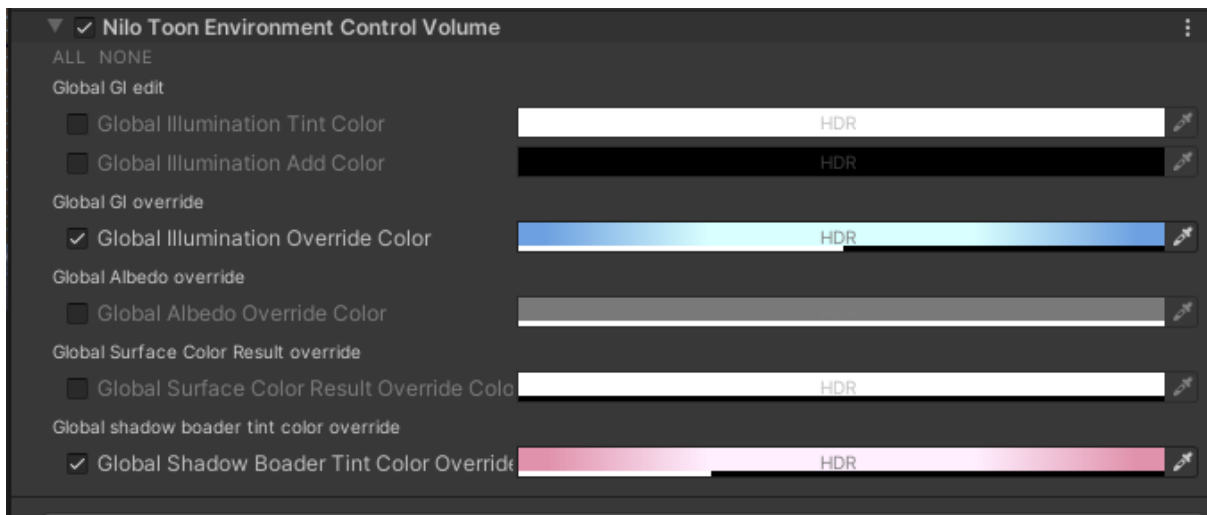 Nilo Toon Environment Control Volume
ALL NONE
Global GI edit
Global Illumination Tint Color HDR
Global Illumination Add Color HDR
Global GI override
Global Illumination Override Color HDR
Global Albedo override
Global Albedo Override Color
Global Surface Color Result override
Global Surface Color Result Override Colo HDR
Global shadow boader tint color override
Global Shadow Boader Tint Color Override HDR